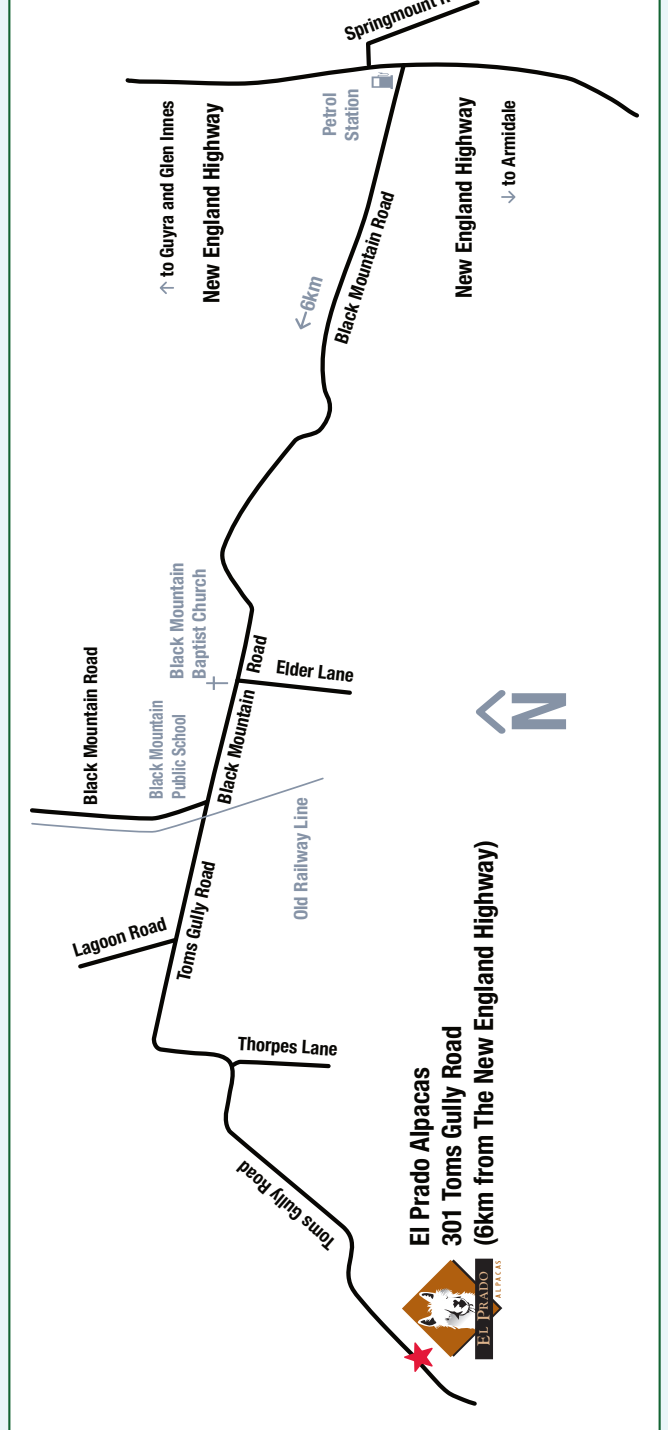 Lagoon Road
Black Mountain Road
Black Mountain
Public School
Black Mountain
Baptist Church
↑ to Guyra and Glen Innes
New England Highway
Toms Gully Road
Black Mountain Road
Elder Lane
Thorpes Lane
Toms Gully Road
Old Railway Line
←6km
Black Mountain Road
Petrol
Station
Springmount
New England Highway
↓ to Armidale
N
El Prado Alpacas
301 Toms Gully Road
(6km from The New England Highway)
EL PRADO
ALPACAS